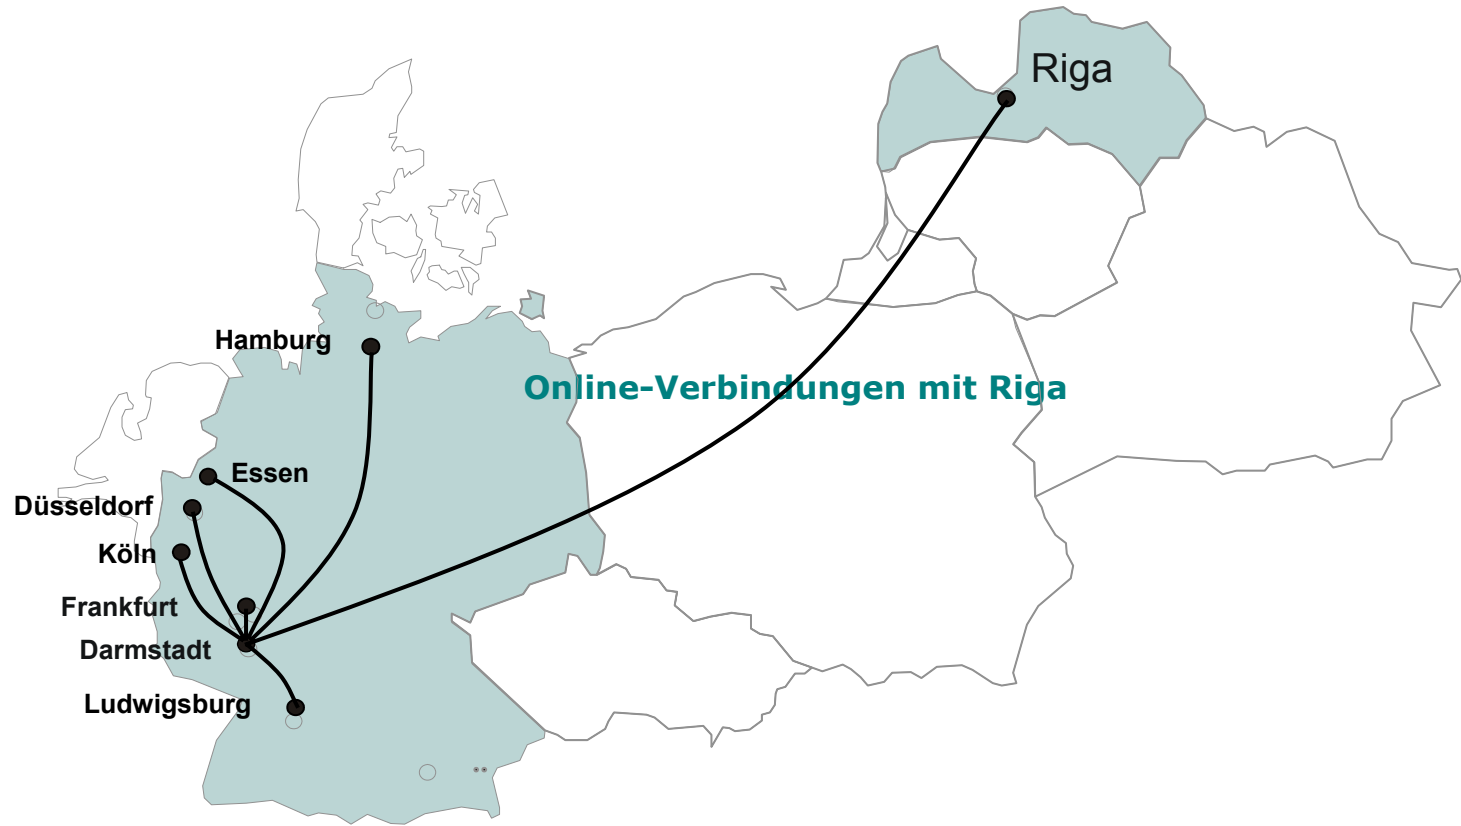 Riga
Hamburg
Online-Verbindungen mit Riga
Essen
Düsseldorf
Köln
Frankfurt
Darmstadt
Ludwigsburg